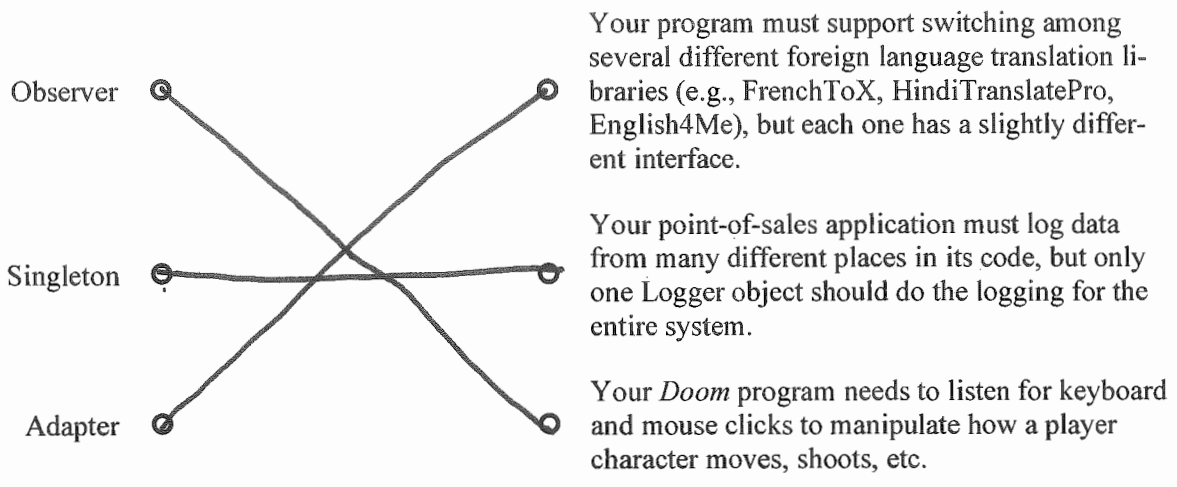 Observer
Singleton
Adapter
Your program must support switching among
several different foreign language translation li-
braries (e.g., FrenchToX, HindiTranslatePro,
English4Me), but each one has a slightly differ-
ent interface.
Your point-of-sales application must log data
from many different places in its code, but only
one Logger object should do the logging for the
entire system.
Your Doom program needs to listen for keyboard
and mouse clicks to manipulate how a player
character moves, shoots, etc.